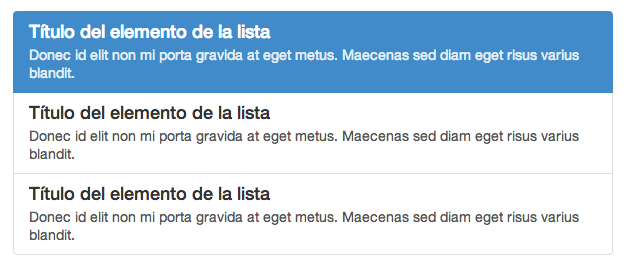 Título del elemento de la lista
Donec id elit non mi porta gravida at eget metus. Maecenas sed diam eget risus varius
blandit.
Título del elemento de la lista
Donec id elit non mi porta gravida at eget metus. Maecenas sed diam eget risus varius
blandit.
Título del elemento de la lista
Donec id elit non mi porta gravida at eget metus. Maecenas sed diam eget risus varius
blandit.